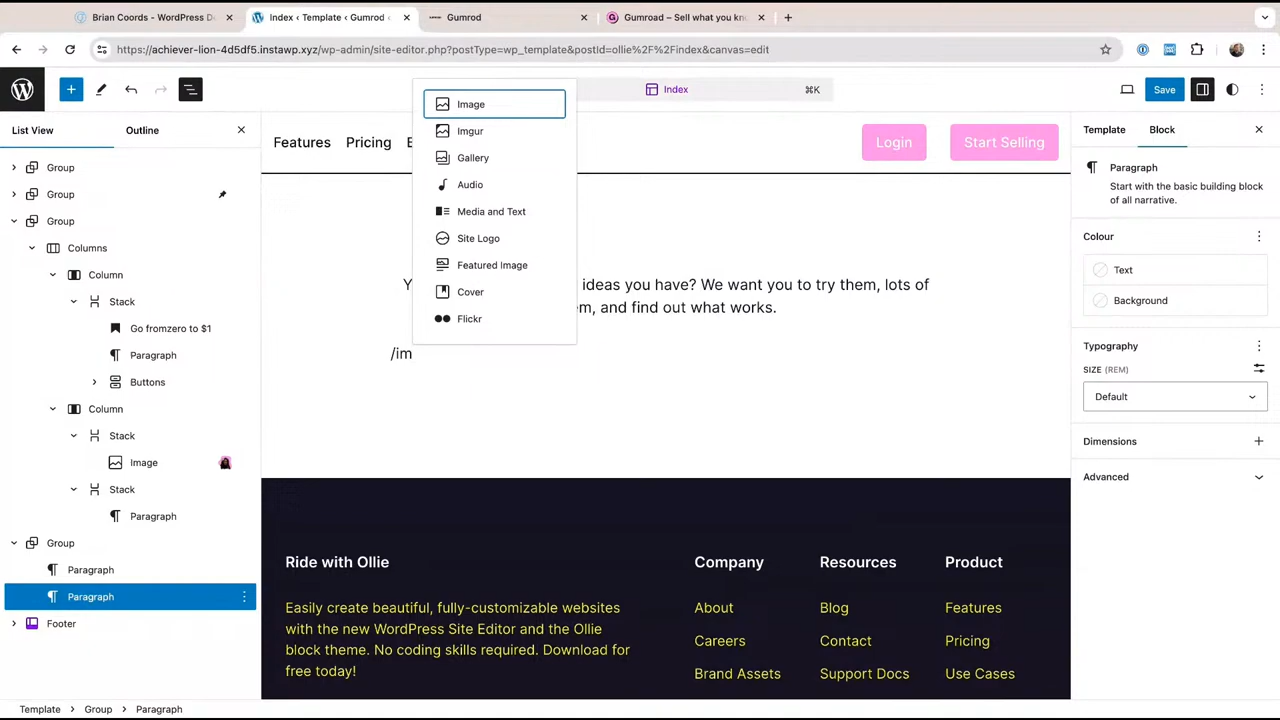 Brian Coords - WordPress D
Index ‹ Template ‹ Gumrod ‹
Gumrod
Gumroad – Sell what you kn
https://achiever-lion-4d5df5.instawp.xyz/wp-admin/site-editor.php?postType=wp_template&postId=ollie%2F%2Findex&canvas=edit
Index
⌘K
Save
List View
Outline
Group
Group
Group
Columns
Column
Stack
Go fromzero to $1
Paragraph
Buttons
Column
Stack
Image
Stack
Paragraph
Group
Paragraph
Paragraph
Footer
Features
Pricing
Login
Start Selling
Image
Imgur
Gallery
Audio
Media and Text
Site Logo
Featured Image
Cover
Flickr
ideas you have? We want you to try them, lots of
m, and find out what works.
/im
Ride with Ollie
Easily create beautiful, fully-customizable websites
with the new WordPress Site Editor and the Ollie
block theme. No coding skills required. Download for
free today!
Company
About
Careers
Brand Assets
Resources
Blog
Contact
Support Docs
Product
Features
Pricing
Use Cases
Template
Block
Paragraph
Start with the basic building block
of all narrative.
Colour
Text
Background
Typography
SIZE (REM)
Default
Dimensions
Advanced
Template
Group
Paragraph